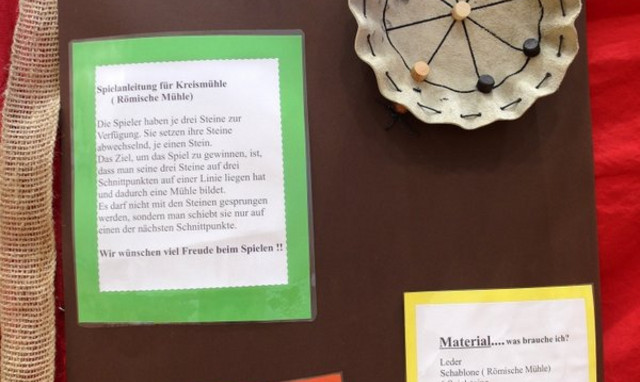 Spielanleitung für Kreismühle
( Römische Mühle)
Die Spieler haben je drei Steine zur
Verfügung. Sie setzen ihre Steine
abwechselnd, je einen Stein.
Das Ziel, um das Spiel zu gewinnen, ist,
dass man seine drei Steine auf drei
Schnittpunkten auf einer Linie liegen hat
und dadurch eine Mühle bildet.
Es darf nicht mit den Steinen gesprungen
werden, sondern man schiebt sie nur auf
einen der nächsten Schnittpunkte.
Wir wünschen viel Freude beim Spielen !!
Material.... was brauche ich?
Leder
Schablone ( Römische Mühle)